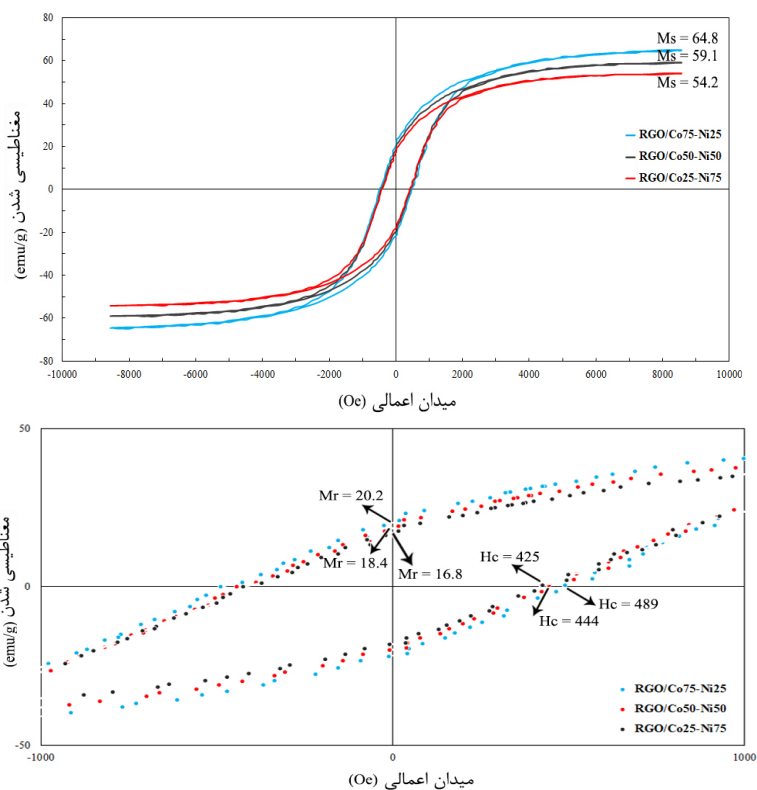 80
60
40
20
0
-20
-40
-60
-80
-10000 -8000 -6000 -4000 -2000 0 2000 4000 6000 8000 10000
مغناطیسی شدن (emu/g)
میدان اعمالی (Oe)
Ms = 64.8
Ms = 59.1
Ms = 54.2
RGO/Co75-Ni25
RGO/Co50-Ni50
RGO/Co25-Ni75
50
0
-50
-1000 0 1000
مغناطیسی شدن (emu/g)
میدان اعمالی (Oe)
Mr = 20.2
Mr = 18.4
Mr = 16.8
Hc = 425
Hc = 489
Hc = 444
RGO/Co75-Ni25
RGO/Co50-Ni50
RGO/Co25-Ni75